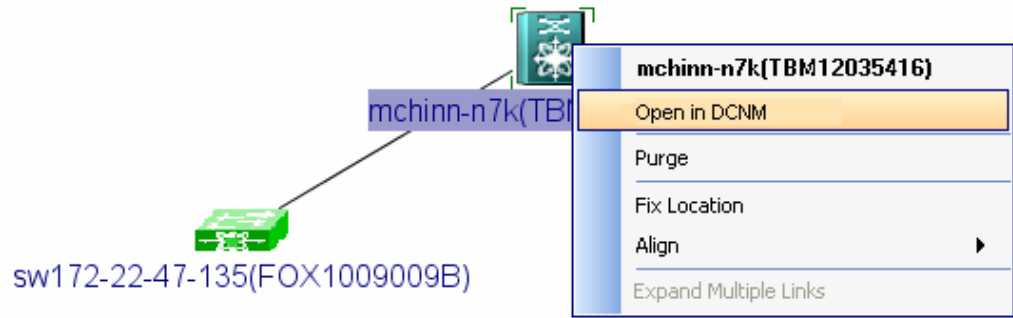 mchinn-n7k(TBM12035416)
mchinn-n7k(TB
Open in DCNM
Purge
Fix Location
Align
sw172-22-47-135(FOX1009009B)
Expand Multiple Links